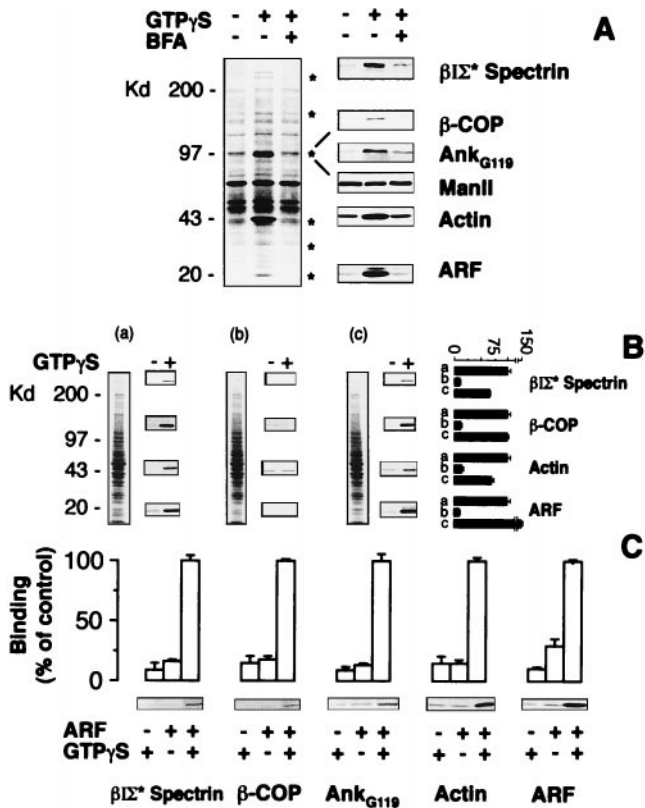 GTPγS - + + - + +
BFA - - + - - +
A
Kd
200 -
97 -
43 -
20 -
*
*
*
*
*
*
βIΣ* Spectrin
β-COP
AnkG119
ManII
Actin
ARF
(a) (b) (c)
GTPγS - + - + - +
Kd 200 -
97 -
43 -
20 -
0 75 150
B
a
b
c
βIΣ* Spectrin
a
b
c
β-COP
a
b
c
Actin
a
b
c
ARF
C
Binding
(% of control)
100
50
0
ARF - + + - + + - + + - + + - + +
GTPγS + - + + - + + - + + - + + - +
βIΣ* Spectrin β-COP AnkG119 Actin ARF